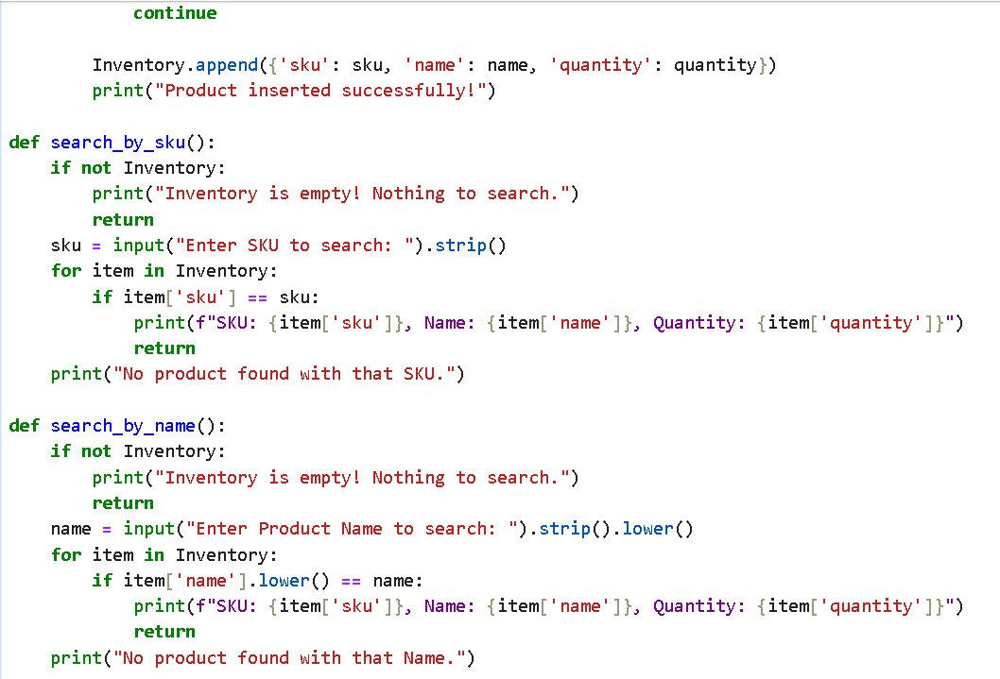 continue

        Inventory.append({'sku': sku, 'name': name, 'quantity': quantity})
        print("Product inserted successfully!")

def search_by_sku():
    if not Inventory:
        print("Inventory is empty! Nothing to search.")
        return
    sku = input("Enter SKU to search: ").strip()
    for item in Inventory:
        if item['sku'] == sku:
            print(f"SKU: {item['sku']}, Name: {item['name']}, Quantity: {item['quantity']}")
            return
    print("No product found with that SKU.")

def search_by_name():
    if not Inventory:
        print("Inventory is empty! Nothing to search.")
        return
    name = input("Enter Product Name to search: ").strip().lower()
    for item in Inventory:
        if item['name'].lower() == name:
            print(f"SKU: {item['sku']}, Name: {item['name']}, Quantity: {item['quantity']}")
            return
    print("No product found with that Name.")